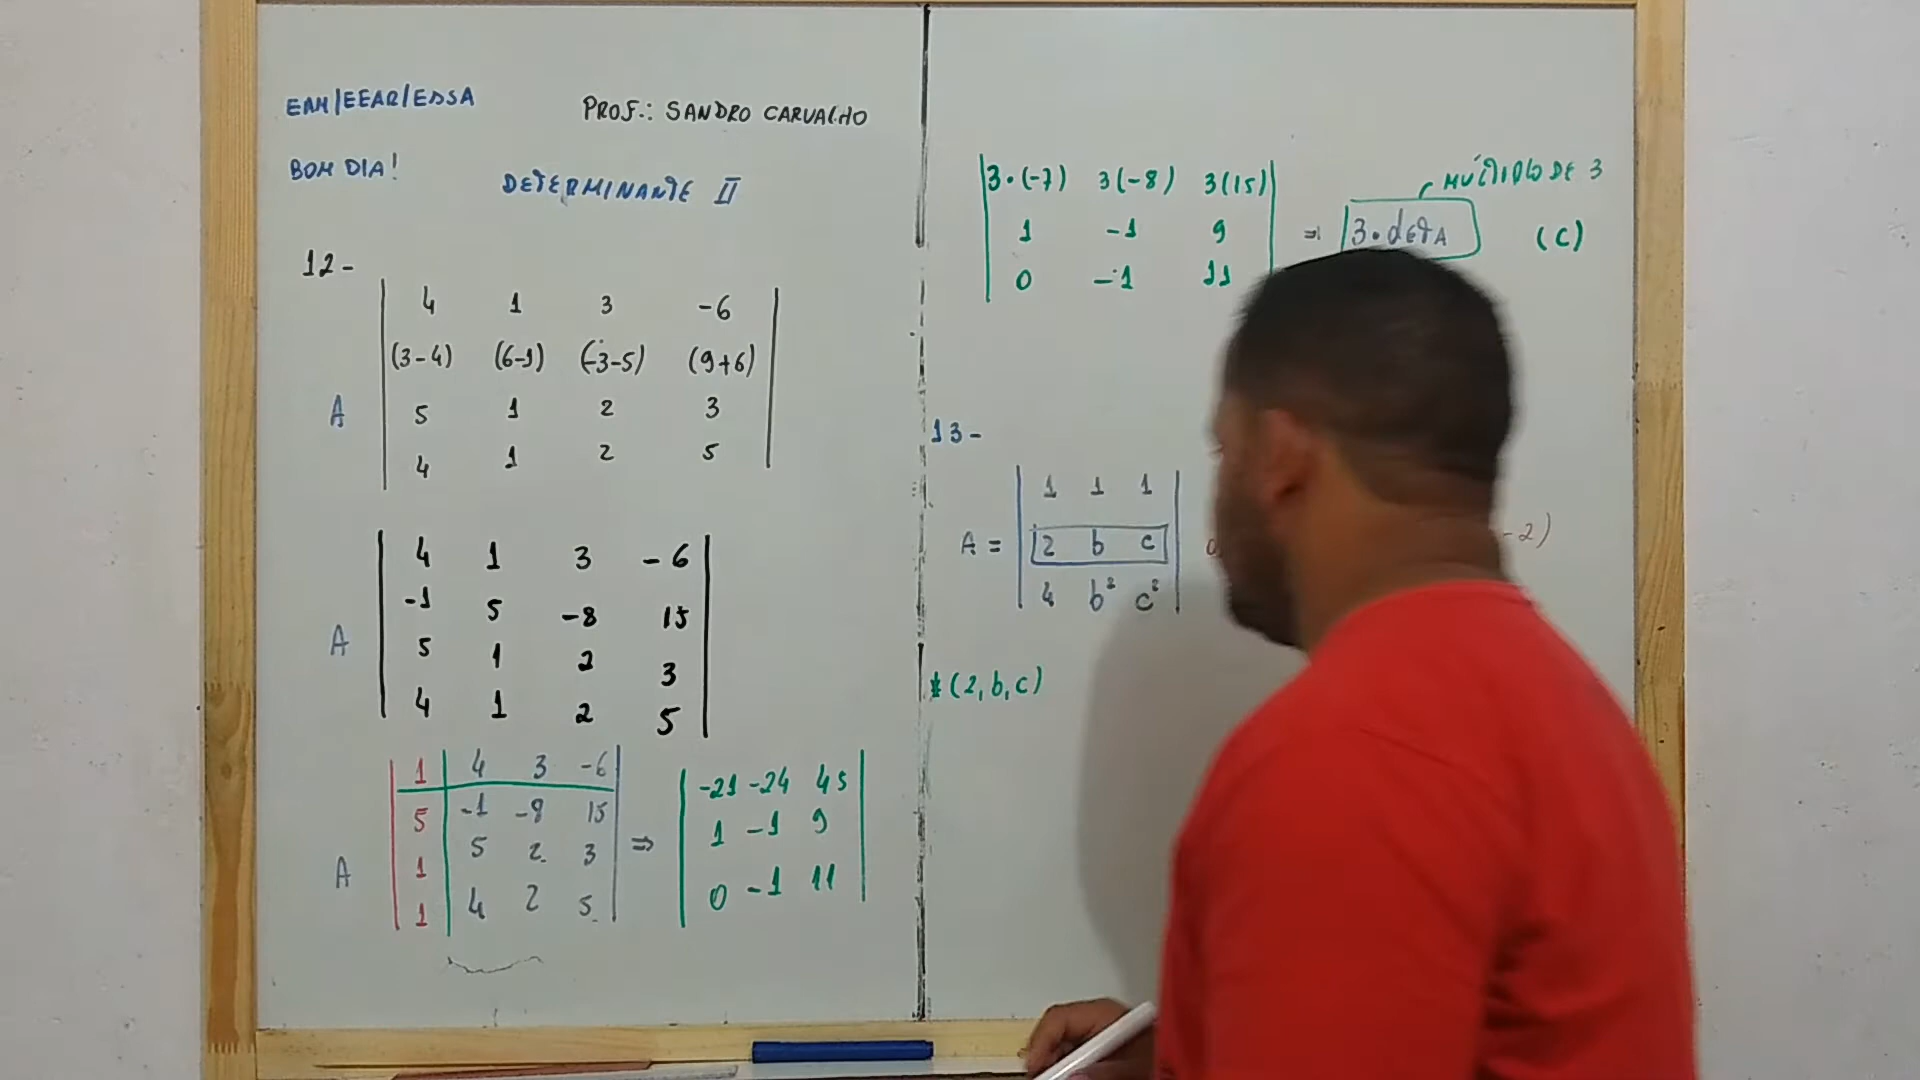 EAM/EEAR/ESSA
PROF.: SANDRO CARVALHO
BOM DIA!
DETERMINANTE II
12-
4 1 3 -6
(3-4) (6-1) (-3-5) (9+6)
A
5 1 2 3
4 1 2 5
4 1 3 -6
-1 5 -8 15
A
5 1 2 3
4 1 2 5
1 4 3 -6
5 -1 -8 15
1 5 2 3
A
1 4 2 5
⇒
-21 -24 45
1 -1 9
0 -1 11
3·(-7) 3(-8) 3(15)
1 -1 9
0 -1 11
⇒ 3·detA
MÚLTIPLO DE 3
(C)
13-
1 1 1
A = 2 b c
4 b² c²
-2)
*(2,b,c)